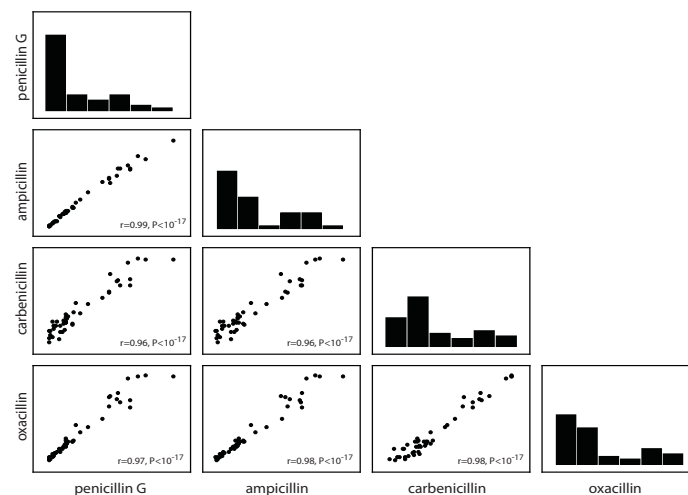 penicillin G
ampicillin
r=0.99, P<10⁻¹⁷
carbenicillin
r=0.96, P<10⁻¹⁷
r=0.96, P<10⁻¹⁷
oxacillin
r=0.97, P<10⁻¹⁷
r=0.98, P<10⁻¹⁷
r=0.98, P<10⁻¹⁷
penicillin G
ampicillin
carbenicillin
oxacillin